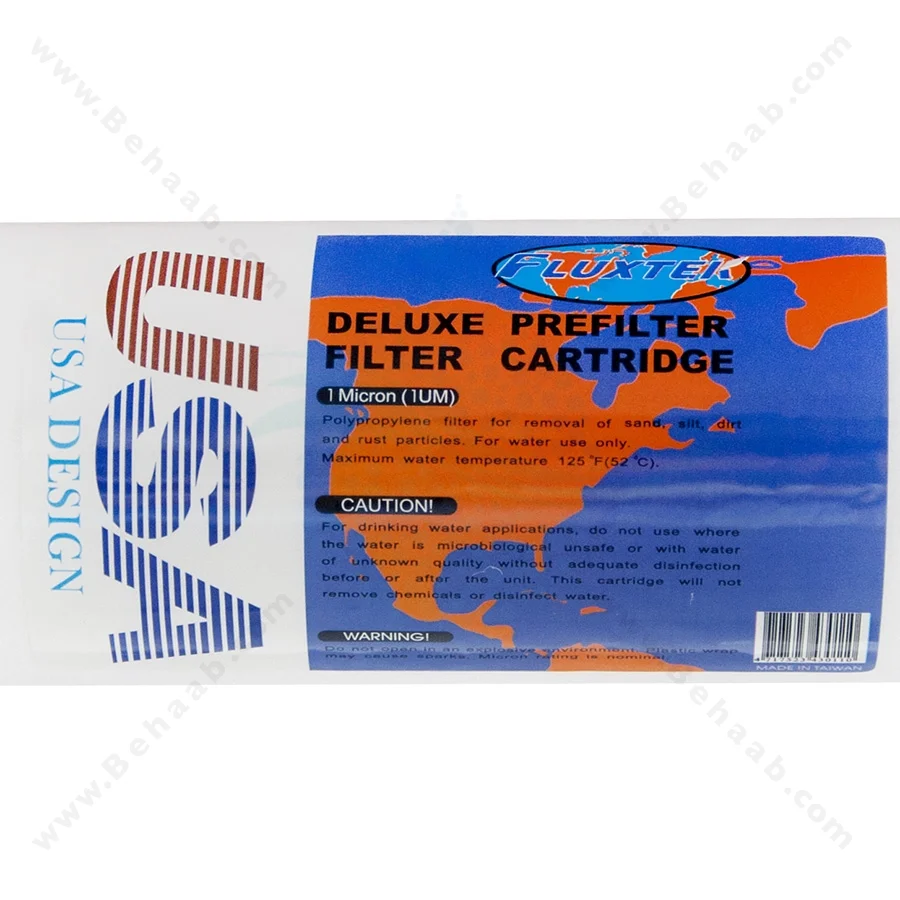 www.Behaab.com
www.Behaab.com
USA
USA DESIGN
FLUXTEK
DELUXE PREFILTER
FILTER CARTRIDGE
1 Micron (1UM)
Polypropylene filter for removal of sand, silt, dirt
and rust particles. For water use only.
Maximum water temperature 125 °F(52 °C).
CAUTION!
For drinking water applications, do not use where
the water is microbiological unsafe or with water
of unknown quality without adequate disinfection
before or after the unit. This cartridge will not
remove chemicals or disinfect water.
WARNING!
Do not open in an explosive environment. Plastic wrap
may cause sparks. Micron rating is nominal.
MADE IN TAIWAN
www.Behaab.com
www.Behaab.com